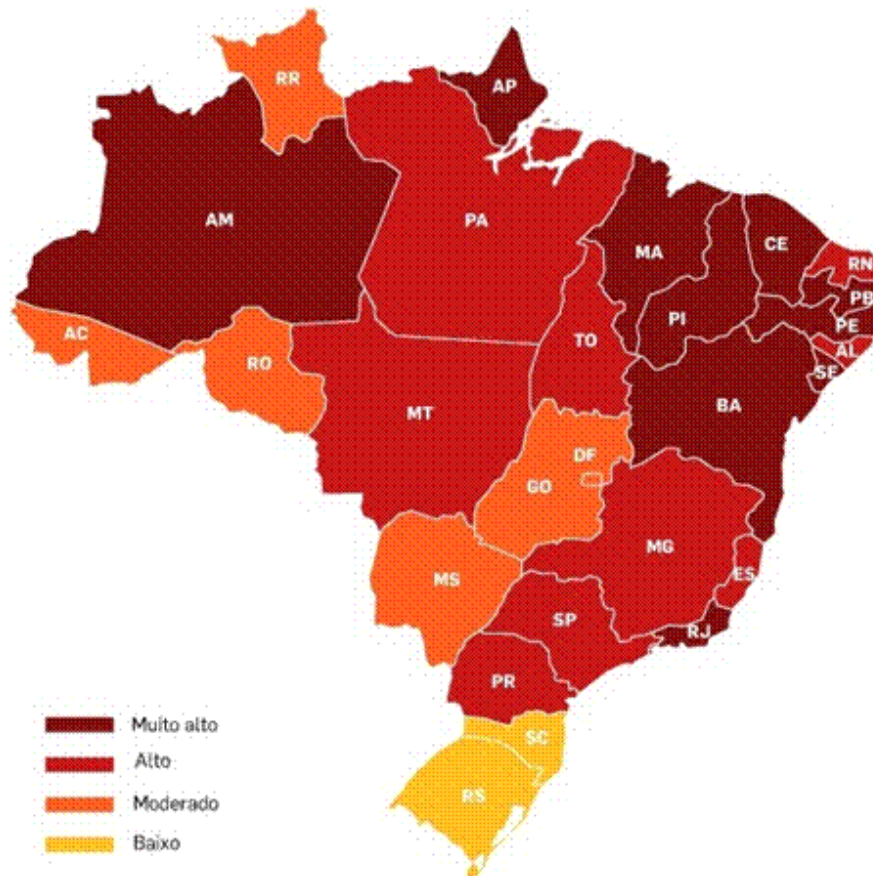 RR
AP
AM
PA
MA
CE
RN
PB
PI
PE
AC
RO
TO
AL
SE
MT
BA
DF
GO
MG
MS
ES
SP
RJ
PR
SC
RS
Muito alto
Alto
Moderado
Baixo